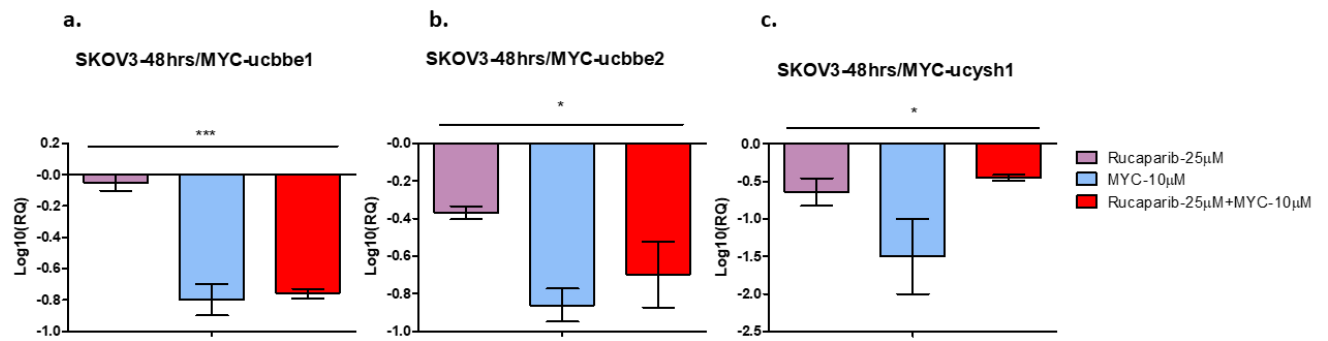 a.
SKOV3-48hrs/MYC-ucbbe1
***
Log10(RQ)
0.2
-0.0
-0.2
-0.4
-0.6
-0.8
-1.0
b.
SKOV3-48hrs/MYC-ucbbe2
*
Log10(RQ)
-0.0
-0.2
-0.4
-0.6
-0.8
-1.0
c.
SKOV3-48hrs/MYC-ucysh1
*
Log10(RQ)
0.0
-0.5
-1.0
-1.5
-2.0
-2.5
Rucaparib-25μM
MYC-10μM
Rucaparib-25μM+MYC-10μM